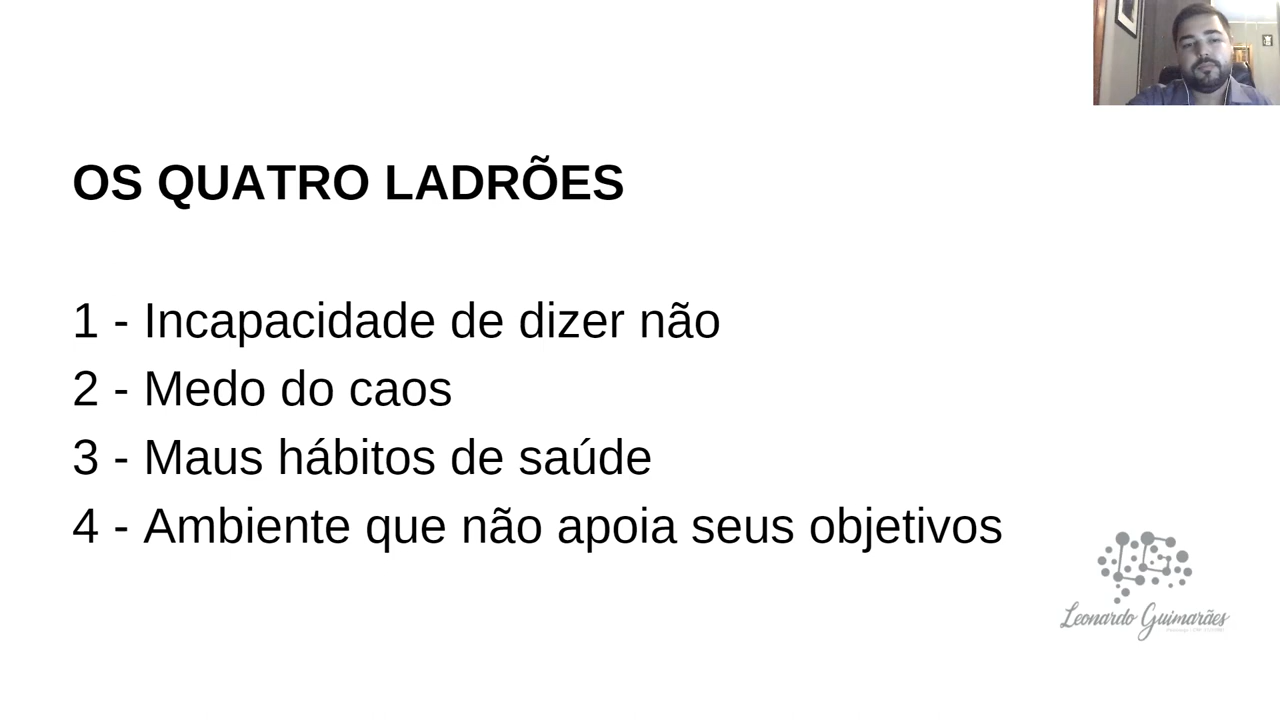 OS QUATRO LADRÕES
1 - Incapacidade de dizer não
2 - Medo do caos
3 - Maus hábitos de saúde
4 - Ambiente que não apoia seus objetivos
Leonardo Guimarães